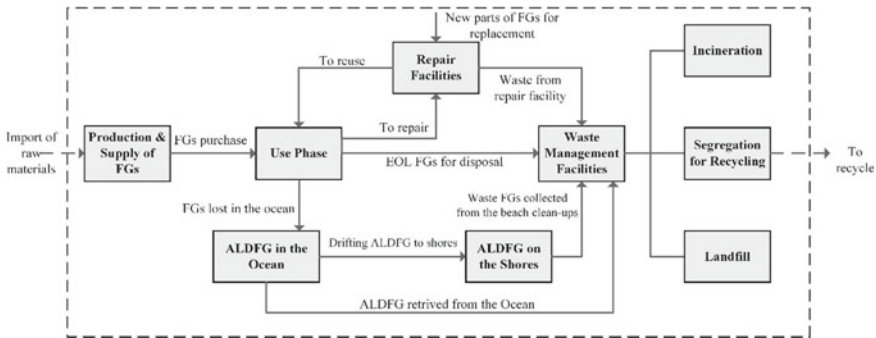 New parts of FGs for
replacement
Incineration
To reuse
Repair
Facilities
Waste from
repair facility
Import of
raw
materials
Production &
Supply of
FGs
FGs purchase
Use Phase
To repair
EOL FGs for disposal
Waste
Management
Facilities
Segregation
for Recycling
To
recycle
FGs lost in the ocean
Waste FGs collected
from the beach clean-ups
ALDFG in the
Ocean
Drifting ALDFG to shores
ALDFG on
the Shores
Landfill
ALDFG retrived from the Ocean